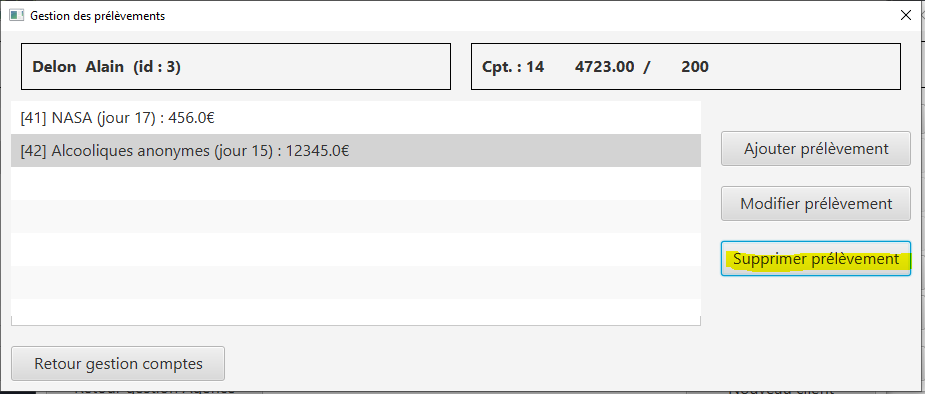 Gestion des prélèvements
Delon Alain (id : 3)
Cpt. : 14 4723.00 / 200
[41] NASA (jour 17) : 456.0€
[42] Alcooliques anonymes (jour 15) : 12345.0€
Ajouter prélèvement
Modifier prélèvement
Supprimer prélèvement
Retour gestion comptes